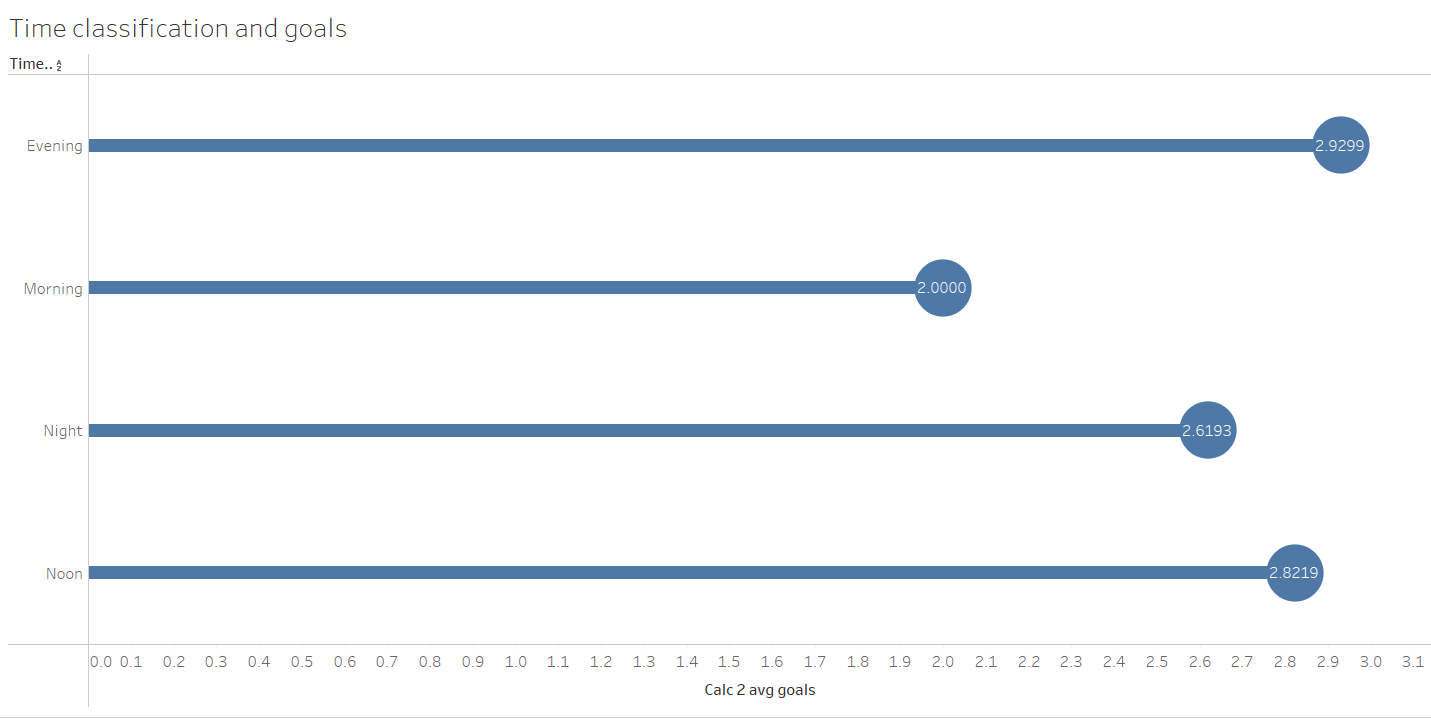 Time classification and goals
Time..
Evening 2.9299
Morning 2.0000
Night 2.6193
Noon 2.8219
0.0 0.1 0.2 0.3 0.4 0.5 0.6 0.7 0.8 0.9 1.0 1.1 1.2 1.3 1.4 1.5 1.6 1.7 1.8 1.9 2.0 2.1 2.2 2.3 2.4 2.5 2.6 2.7 2.8 2.9 3.0 3.1
Calc 2 avg goals